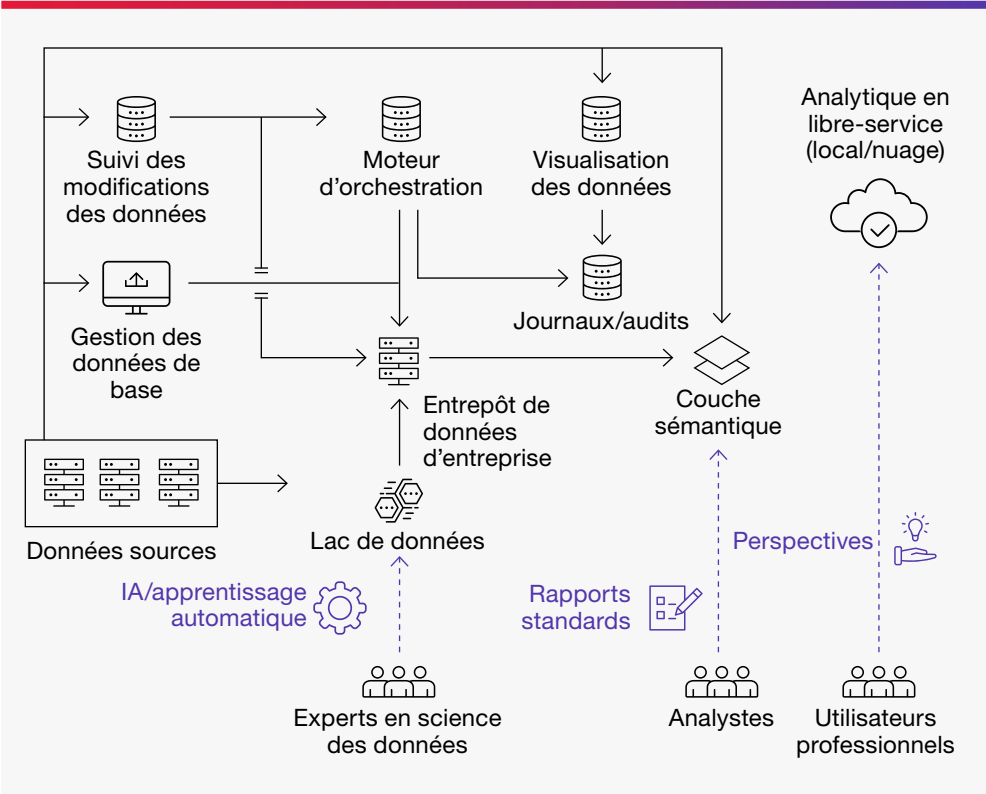 Suivi des
modifications
des données
Moteur
d'orchestration
Visualisation
des données
Analytique en
libre-service
(local/nuage)
Gestion des
données de
base
Journaux/audits
Entrepôt de
données
d'entreprise
Couche
sémantique
Données sources
Lac de données
Perspectives
IA/apprentissage
automatique
Rapports
standards
Experts en science
des données
Analystes
Utilisateurs
professionnels